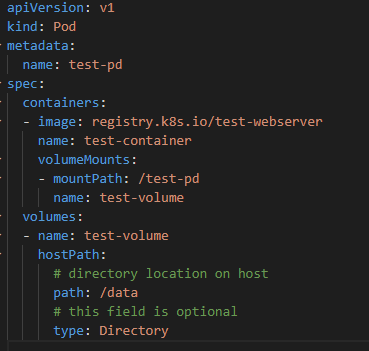 apiVersion: v1
kind: Pod
metadata:
  name: test-pd
spec:
  containers:
  - image: registry.k8s.io/test-webserver
    name: test-container
    volumeMounts:
    - mountPath: /test-pd
      name: test-volume
  volumes:
  - name: test-volume
    hostPath:
      # directory location on host
      path: /data
      # this field is optional
      type: Directory